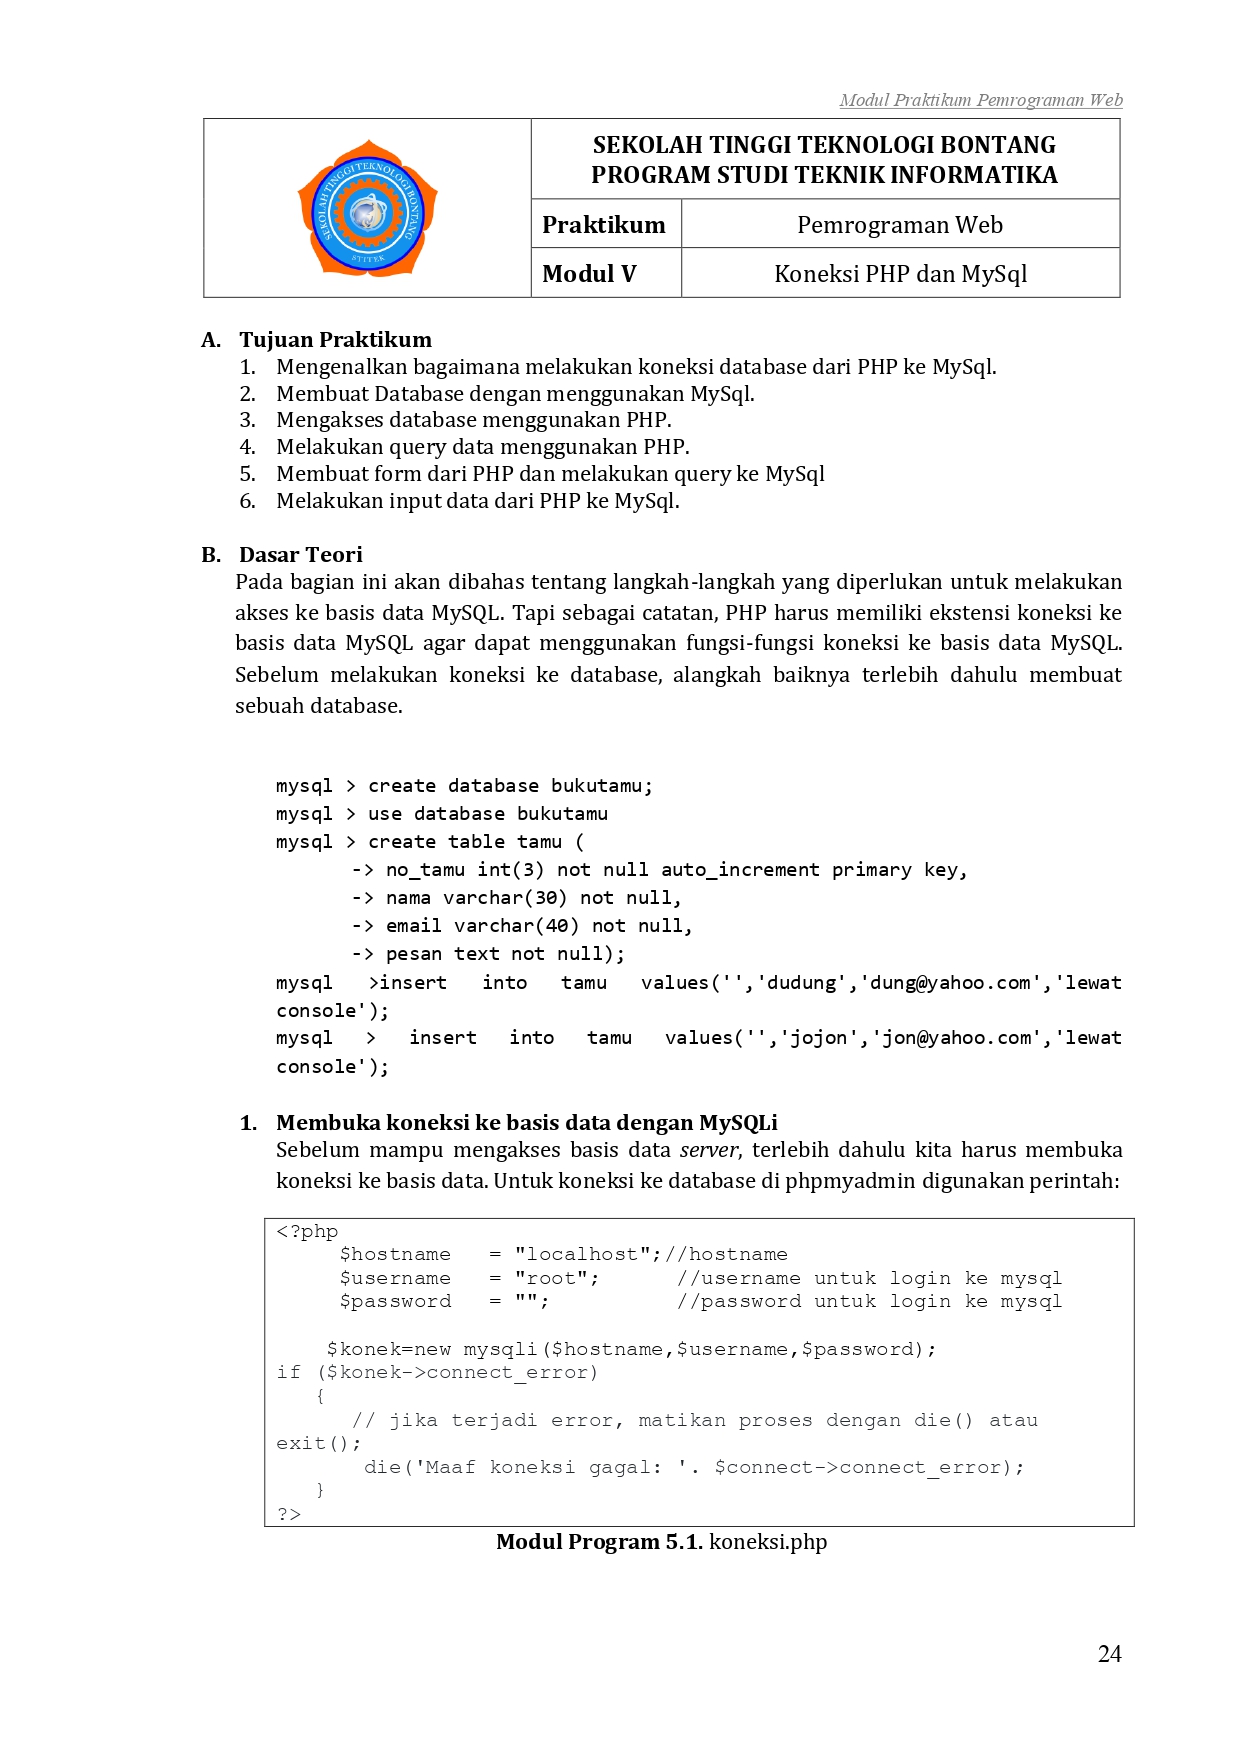 Modul Praktikum Pemrograman Web
SEKOLAH TINGGI TEKNOLOGI BONTANG
STITEK
SEKOLAH TINGGI TEKNOLOGI BONTANG
PROGRAM STUDI TEKNIK INFORMATIKA
Praktikum Pemrograman Web
Modul V Koneksi PHP dan MySql
A. Tujuan Praktikum
1. Mengenalkan bagaimana melakukan koneksi database dari PHP ke MySql.
2. Membuat Database dengan menggunakan MySql.
3. Mengakses database menggunakan PHP.
4. Melakukan query data menggunakan PHP.
5. Membuat form dari PHP dan melakukan query ke MySql
6. Melakukan input data dari PHP ke MySql.
B. Dasar Teori
Pada bagian ini akan dibahas tentang langkah-langkah yang diperlukan untuk melakukan
akses ke basis data MySQL. Tapi sebagai catatan, PHP harus memiliki ekstensi koneksi ke
basis data MySQL agar dapat menggunakan fungsi-fungsi koneksi ke basis data MySQL.
Sebelum melakukan koneksi ke database, alangkah baiknya terlebih dahulu membuat
sebuah database.
mysql > create database bukutamu;
mysql > use database bukutamu
mysql > create table tamu (
-> no_tamu int(3) not null auto_increment primary key,
-> nama varchar(30) not null,
-> email varchar(40) not null,
-> pesan text not null);
mysql >insert into tamu values('','dudung','dung@yahoo.com','lewat
console');
mysql > insert into tamu values('','jojon','jon@yahoo.com','lewat
console');
1. Membuka koneksi ke basis data dengan MySQLi
Sebelum mampu mengakses basis data server, terlebih dahulu kita harus membuka
koneksi ke basis data. Untuk koneksi ke database di phpmyadmin digunakan perintah:
<?php
$hostname = "localhost";//hostname
$username = "root"; //username untuk login ke mysql
$password = ""; //password untuk login ke mysql
$konek=new mysqli($hostname,$username,$password);
if ($konek->connect_error)
{
// jika terjadi error, matikan proses dengan die() atau
exit();
die('Maaf koneksi gagal: '. $connect->connect_error);
}
?>
Modul Program 5.1. koneksi.php
24